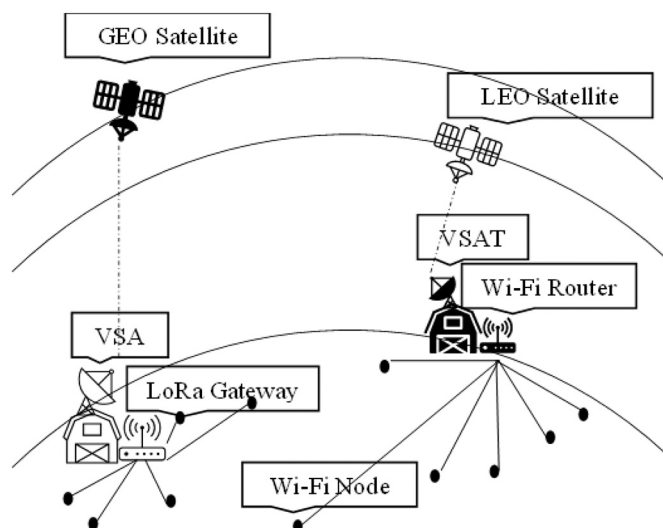 GEO Satellite
LEO Satellite
VSAT
Wi-Fi Router
VSA
LoRa Gateway
Wi-Fi Node